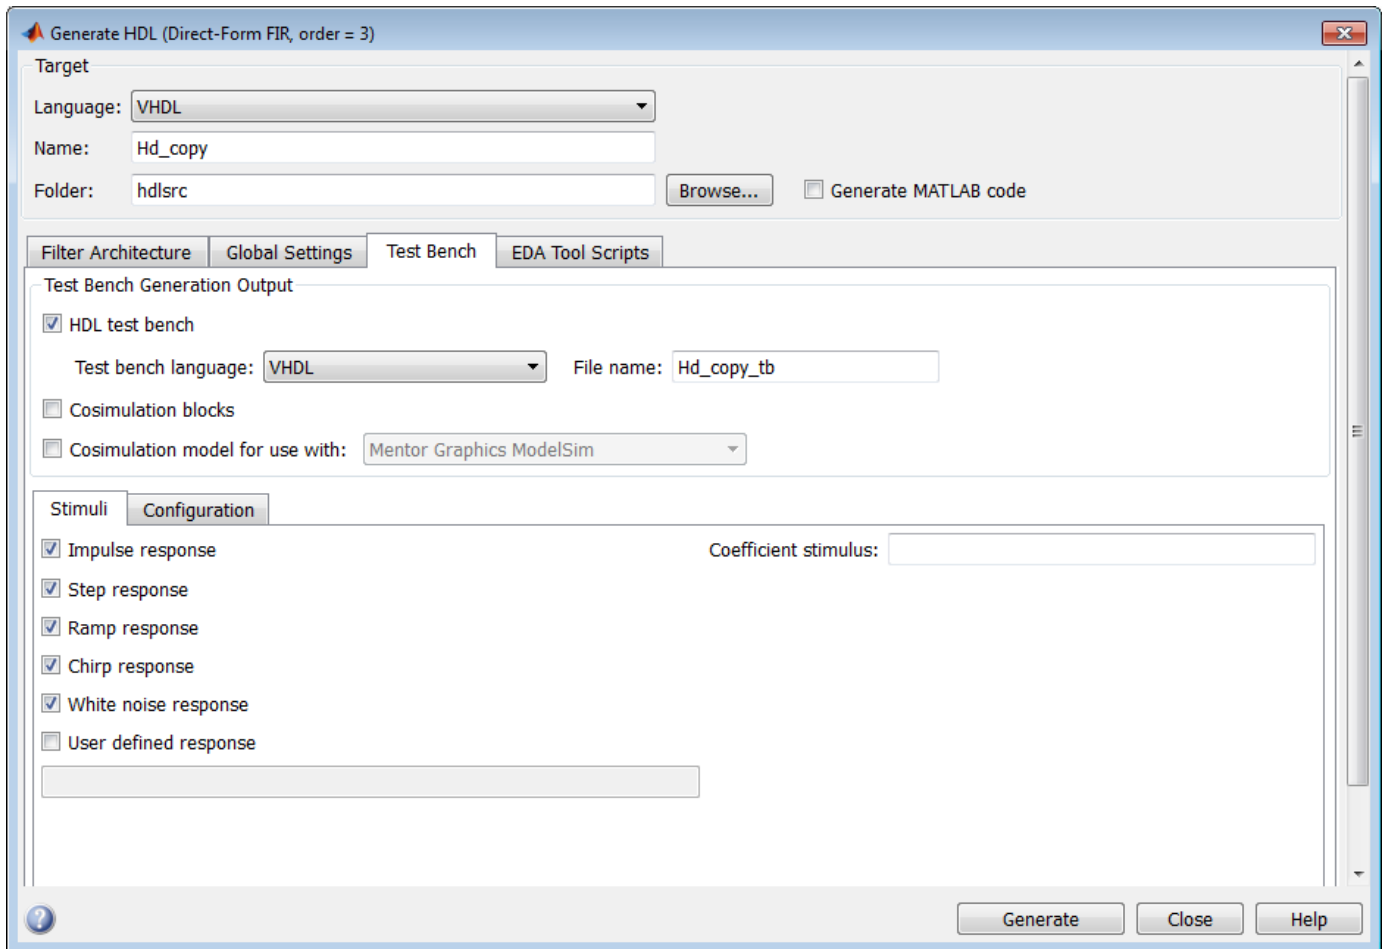 Generate HDL (Direct-Form FIR, order = 3)
Target
Language: VHDL
Name: Hd_copy
Folder: hdlsrc Browse... Generate MATLAB code
Filter Architecture Global Settings Test Bench EDA Tool Scripts
Test Bench Generation Output
HDL test bench
Test bench language: VHDL File name: Hd_copy_tb
Cosimulation blocks
Cosimulation model for use with: Mentor Graphics ModelSim
Stimuli Configuration
Impulse response Coefficient stimulus:
Step response
Ramp response
Chirp response
White noise response
User defined response
? Generate Close Help